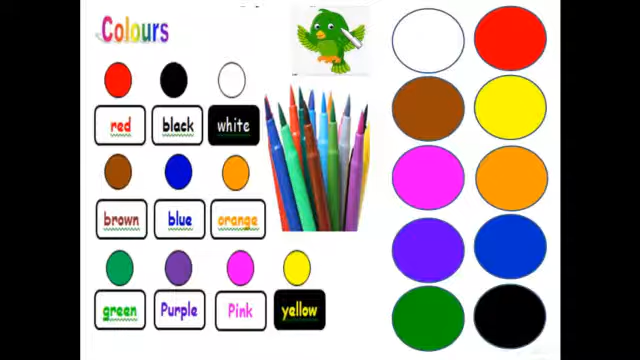 Colours
red black white
brown blue orange
green Purple Pink yellow